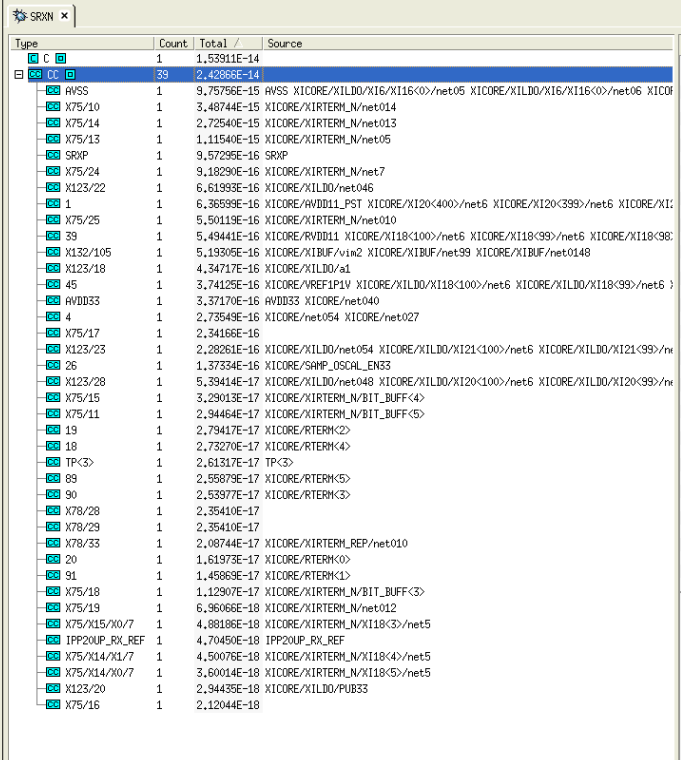 SRXN ×
Type Count Total / Source
C C 1 1.53911E-14
CC CC 39 2.42866E-14
CC AVSS 1 9.75756E-15 AVSS XICORE/XILDO/XI6/XI16<0>/net05 XICORE/XILDO/XI6/XI16<0>/net06 XICOR
CC X75/10 1 3.48744E-15 XICORE/XIRTERM_N/net014
CC X75/14 1 2.72540E-15 XICORE/XIRTERM_N/net013
CC X75/13 1 1.11540E-15 XICORE/XIRTERM_N/net05
CC SRXP 1 9.57295E-16 SRXP
CC X75/24 1 9.18290E-16 XICORE/XIRTERM_N/net7
CC X123/22 1 6.61993E-16 XICORE/XILDO/net046
CC 1 1 6.36599E-16 XICORE/AVDD11_PST XICORE/XI20<400>/net6 XICORE/XI20<399>/net6 XICORE/XI2
CC X75/25 1 5.50119E-16 XICORE/XIRTERM_N/net010
CC 39 1 5.49441E-16 XICORE/RVDD11 XICORE/XI18<100>/net6 XICORE/XI18<99>/net6 XICORE/XI18<98>
CC X132/105 1 5.19305E-16 XICORE/XIBUF/vim2 XICORE/XIBUF/net99 XICORE/XIBUF/net0148
CC X123/18 1 4.34717E-16 XICORE/XILDO/a1
CC 45 1 3.74125E-16 XICORE/VREF1P1V XICORE/XILDO/XI18<100>/net6 XICORE/XILDO/XI18<99>/net6
CC AVDD33 1 3.37170E-16 AVDD33 XICORE/net040
CC 4 1 2.73549E-16 XICORE/net054 XICORE/net027
CC X75/17 1 2.34166E-16
CC X123/23 1 2.28261E-16 XICORE/XILDO/net054 XICORE/XILDO/XI21<100>/net6 XICORE/XILDO/XI21<99>/ne
CC 26 1 1.37334E-16 XICORE/SAMP_OSCAL_EN33
CC X123/28 1 5.39414E-17 XICORE/XILDO/net048 XICORE/XILDO/XI20<100>/net6 XICORE/XILDO/XI20<99>/ne
CC X75/15 1 3.29013E-17 XICORE/XIRTERM_N/BIT_BUFF<4>
CC X75/11 1 2.94464E-17 XICORE/XIRTERM_N/BIT_BUFF<5>
CC 19 1 2.79417E-17 XICORE/RTERM<2>
CC 18 1 2.73270E-17 XICORE/RTERM<4>
CC TP<3> 1 2.61317E-17 TP<3>
CC 89 1 2.55879E-17 XICORE/RTERM<5>
CC 90 1 2.53977E-17 XICORE/RTERM<3>
CC X78/28 1 2.35410E-17
CC X78/29 1 2.35410E-17
CC X78/33 1 2.08744E-17 XICORE/XIRTERM_REP/net010
CC 20 1 1.61973E-17 XICORE/RTERM<0>
CC 91 1 1.45869E-17 XICORE/RTERM<1>
CC X75/18 1 1.12907E-17 XICORE/XIRTERM_N/BIT_BUFF<3>
CC X75/19 1 6.96066E-18 XICORE/XIRTERM_N/net012
CC X75/X15/X0/7 1 4.88186E-18 XICORE/XIRTERM_N/XI18<3>/net5
CC IPP20UP_RX_REF 1 4.70450E-18 IPP20UP_RX_REF
CC X75/X14/X1/7 1 4.50076E-18 XICORE/XIRTERM_N/XI18<4>/net5
CC X75/X14/X0/7 1 3.60014E-18 XICORE/XIRTERM_N/XI18<5>/net5
CC X123/20 1 2.94435E-18 XICORE/XILDO/PUB33
CC X75/16 1 2.12044E-18